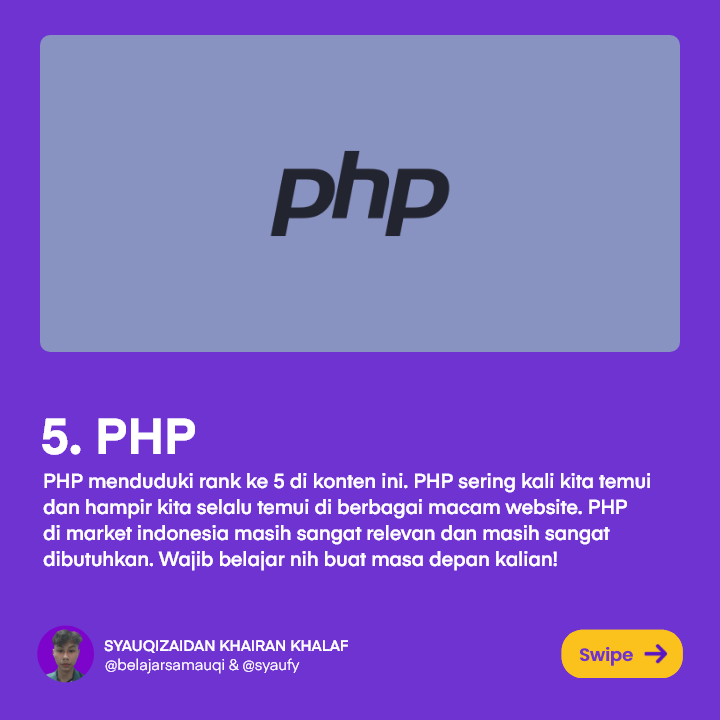 php
5. PHP
PHP menduduki rank ke 5 di konten ini. PHP sering kali kita temui
dan hampir kita selalu temui di berbagai macam website. PHP
di market indonesia masih sangat relevan dan masih sangat
dibutuhkan. Wajib belajar nih buat masa depan kalian!
SYAUQIZAIDAN KHAIRAN KHALAF
@belajarsamauqi & @syaufy
Swipe